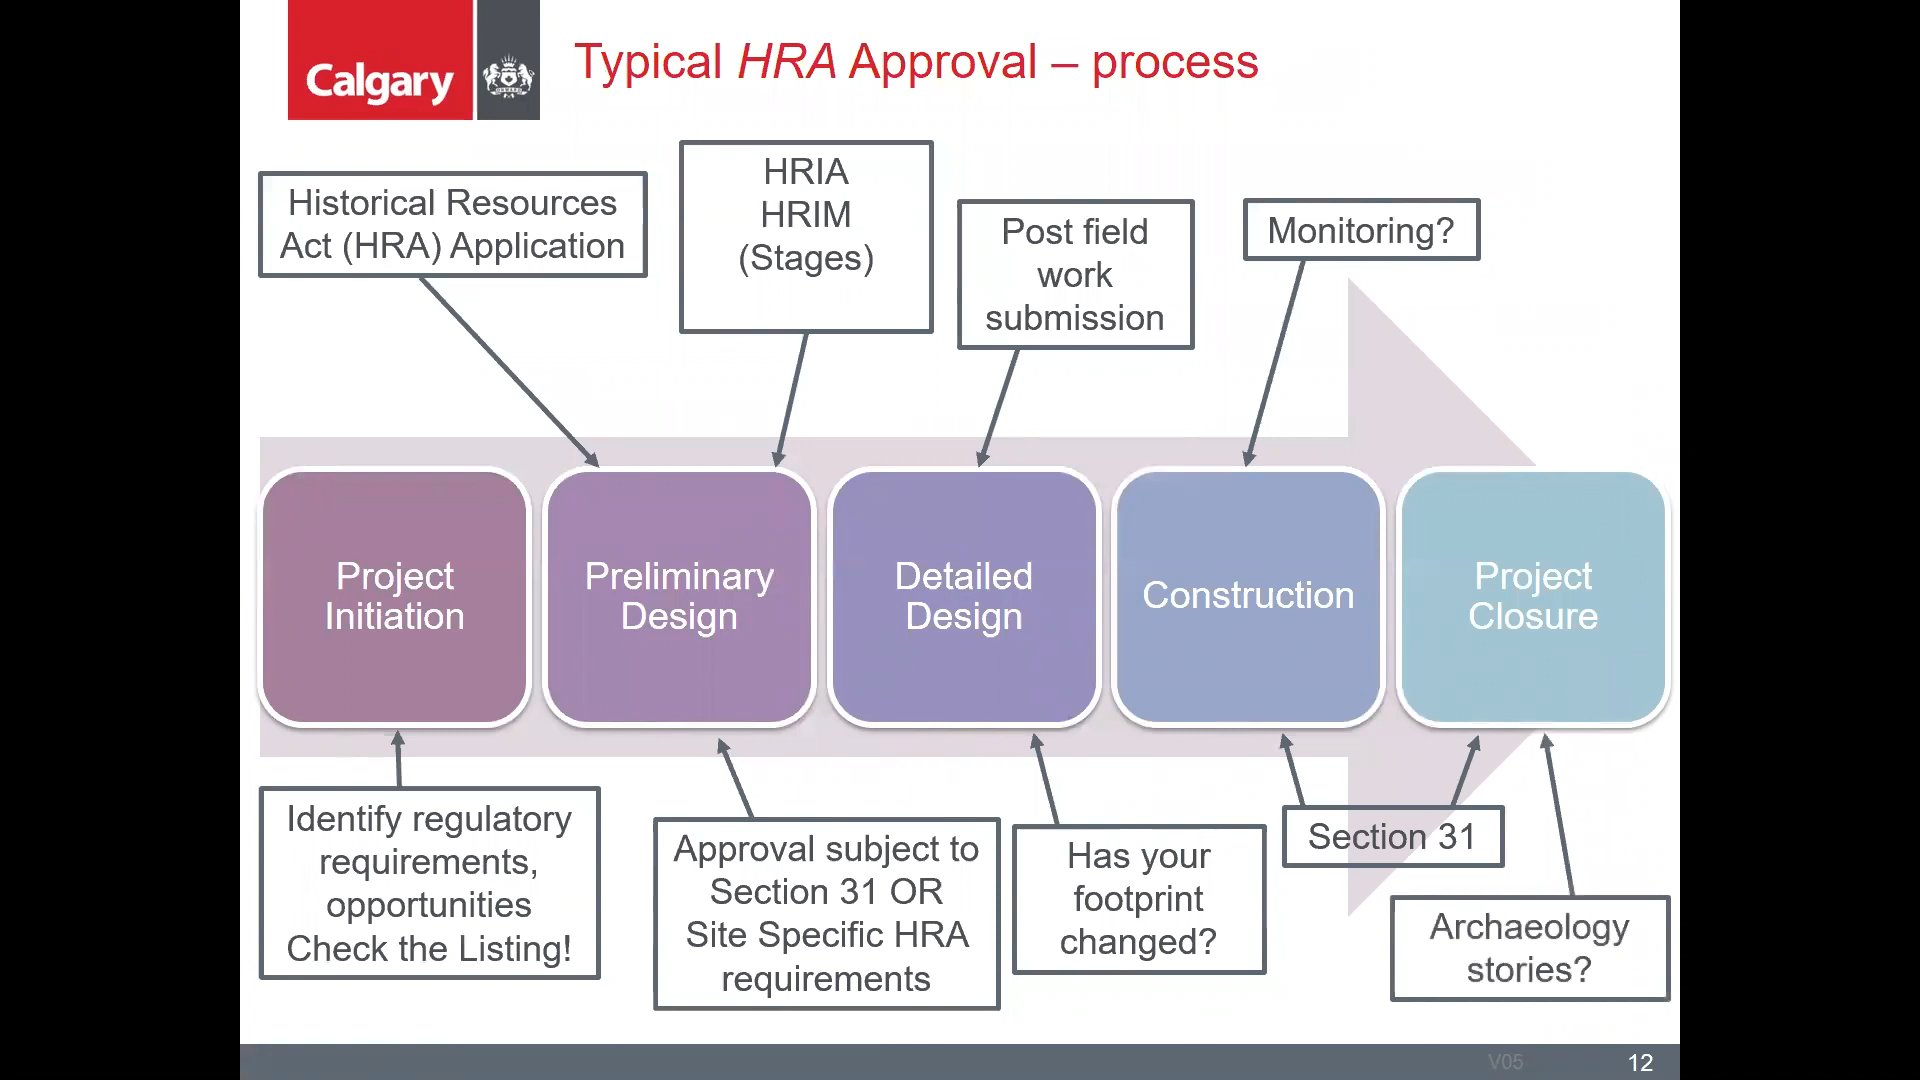 Calgary
ONWARD
Typical HRA Approval – process
Historical Resources
Act (HRA) Application
HRIA
HRIM
(Stages)
Post field
work
submission
Monitoring?
Project
Initiation
Preliminary
Design
Detailed
Design
Construction
Project
Closure
Identify regulatory
requirements,
opportunities
Check the Listing!
Approval subject to
Section 31 OR
Site Specific HRA
requirements
Has your
footprint
changed?
Section 31
Archaeology
stories?
V05
12